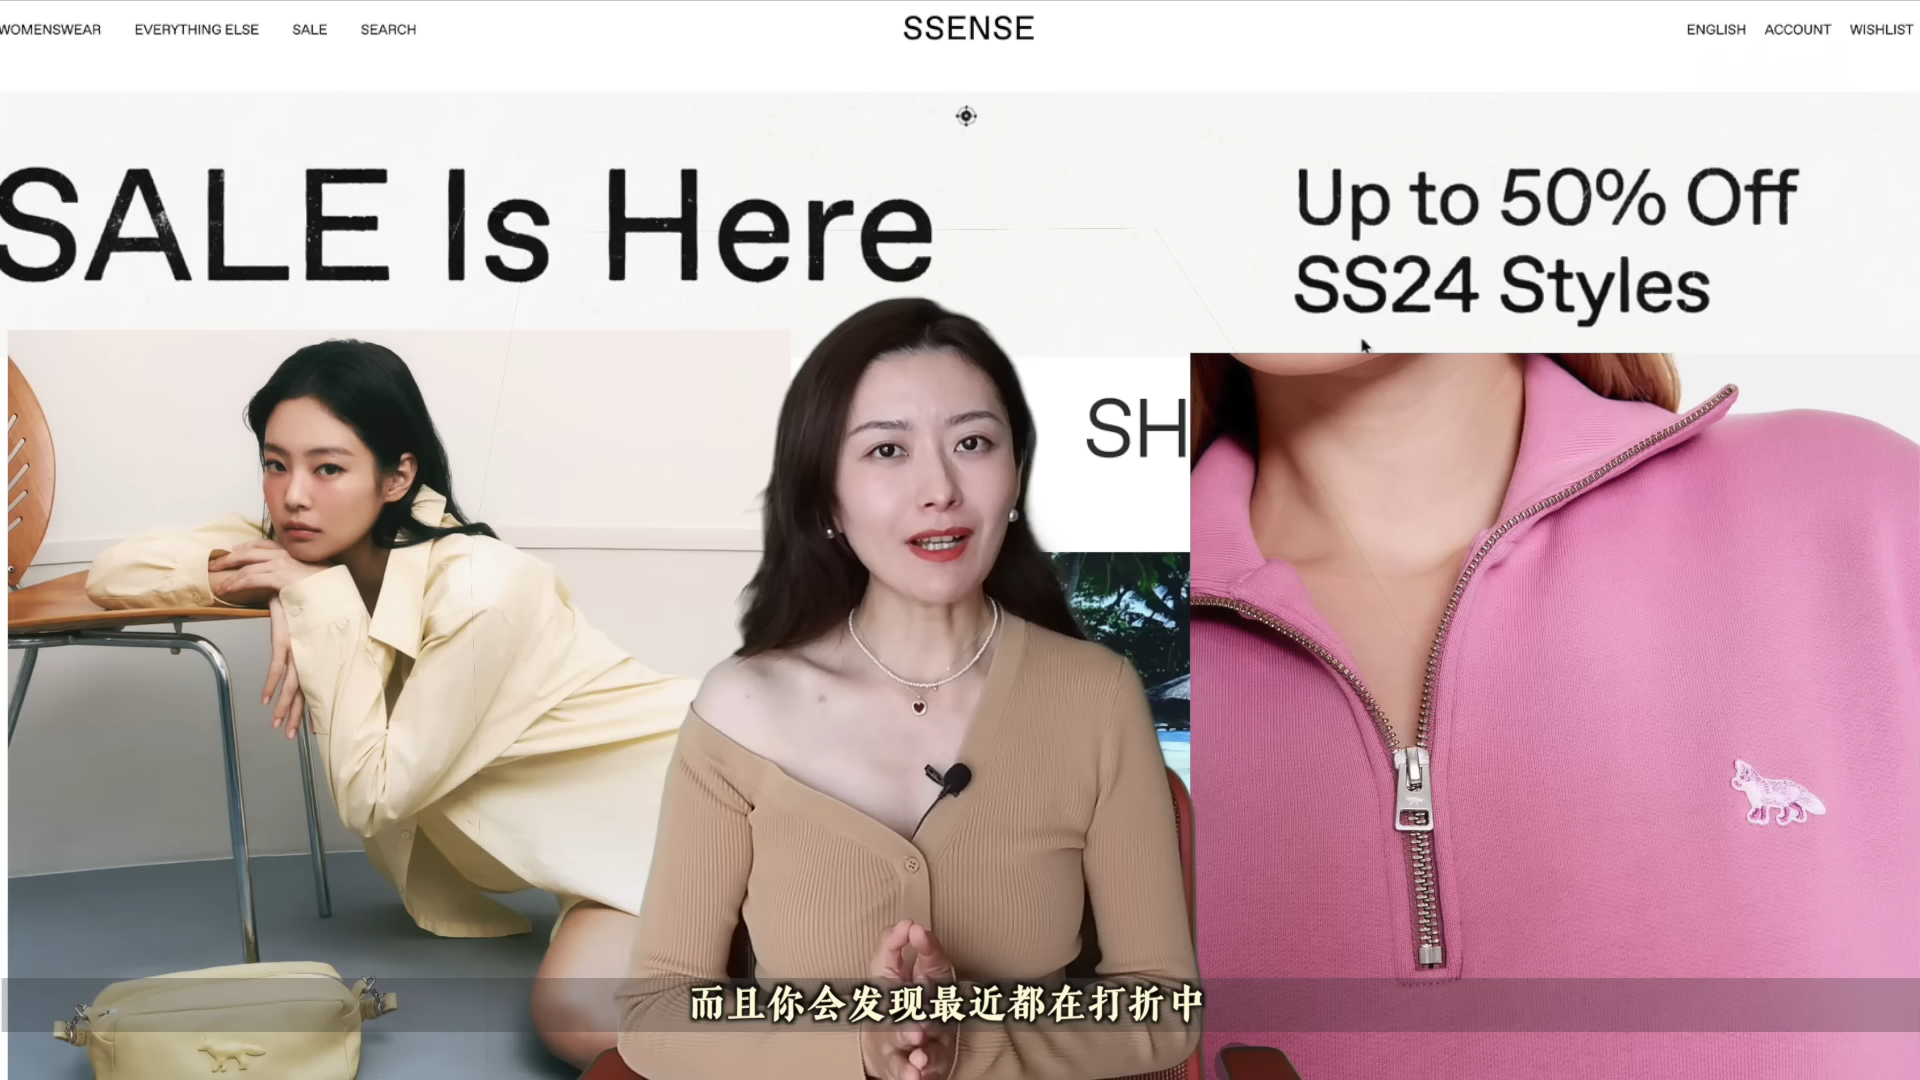 WOMENSWEAR EVERYTHING ELSE SALE SEARCH SSENSE ENGLISH ACCOUNT WISHLIST
SALE Is Here
Up to 50% Off
SS24 Styles
SH
而且你会发现最近都在打折中